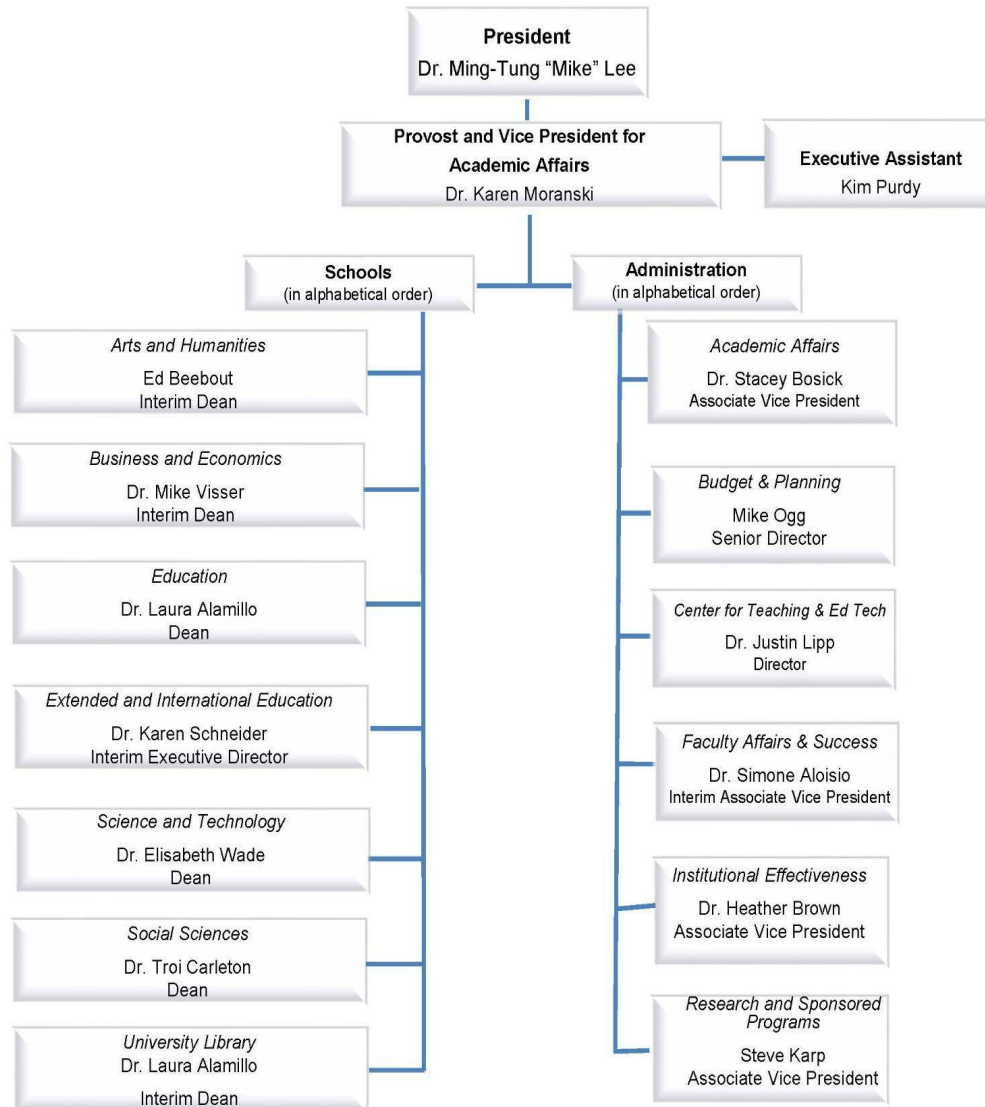 President
Dr. Ming-Tung “Mike” Lee
Provost and Vice President for
Academic Affairs
Dr. Karen Moranski
Executive Assistant
Kim Purdy
Schools
(in alphabetical order)
Arts and Humanities
Ed Beebout
Interim Dean
Business and Economics
Dr. Mike Visser
Interim Dean
Education
Dr. Laura Alamillo
Dean
Extended and International Education
Dr. Karen Schneider
Interim Executive Director
Science and Technology
Dr. Elisabeth Wade
Dean
Social Sciences
Dr. Troi Carleton
Dean
University Library
Dr. Laura Alamillo
Interim Dean
Administration
(in alphabetical order)
Academic Affairs
Dr. Stacey Bosick
Associate Vice President
Budget & Planning
Mike Ogg
Senior Director
Center for Teaching & Ed Tech
Dr. Justin Lipp
Director
Faculty Affairs & Success
Dr. Simone Aloisio
Interim Associate Vice President
Institutional Effectiveness
Dr. Heather Brown
Associate Vice President
Research and Sponsored
Programs
Steve Karp
Associate Vice President